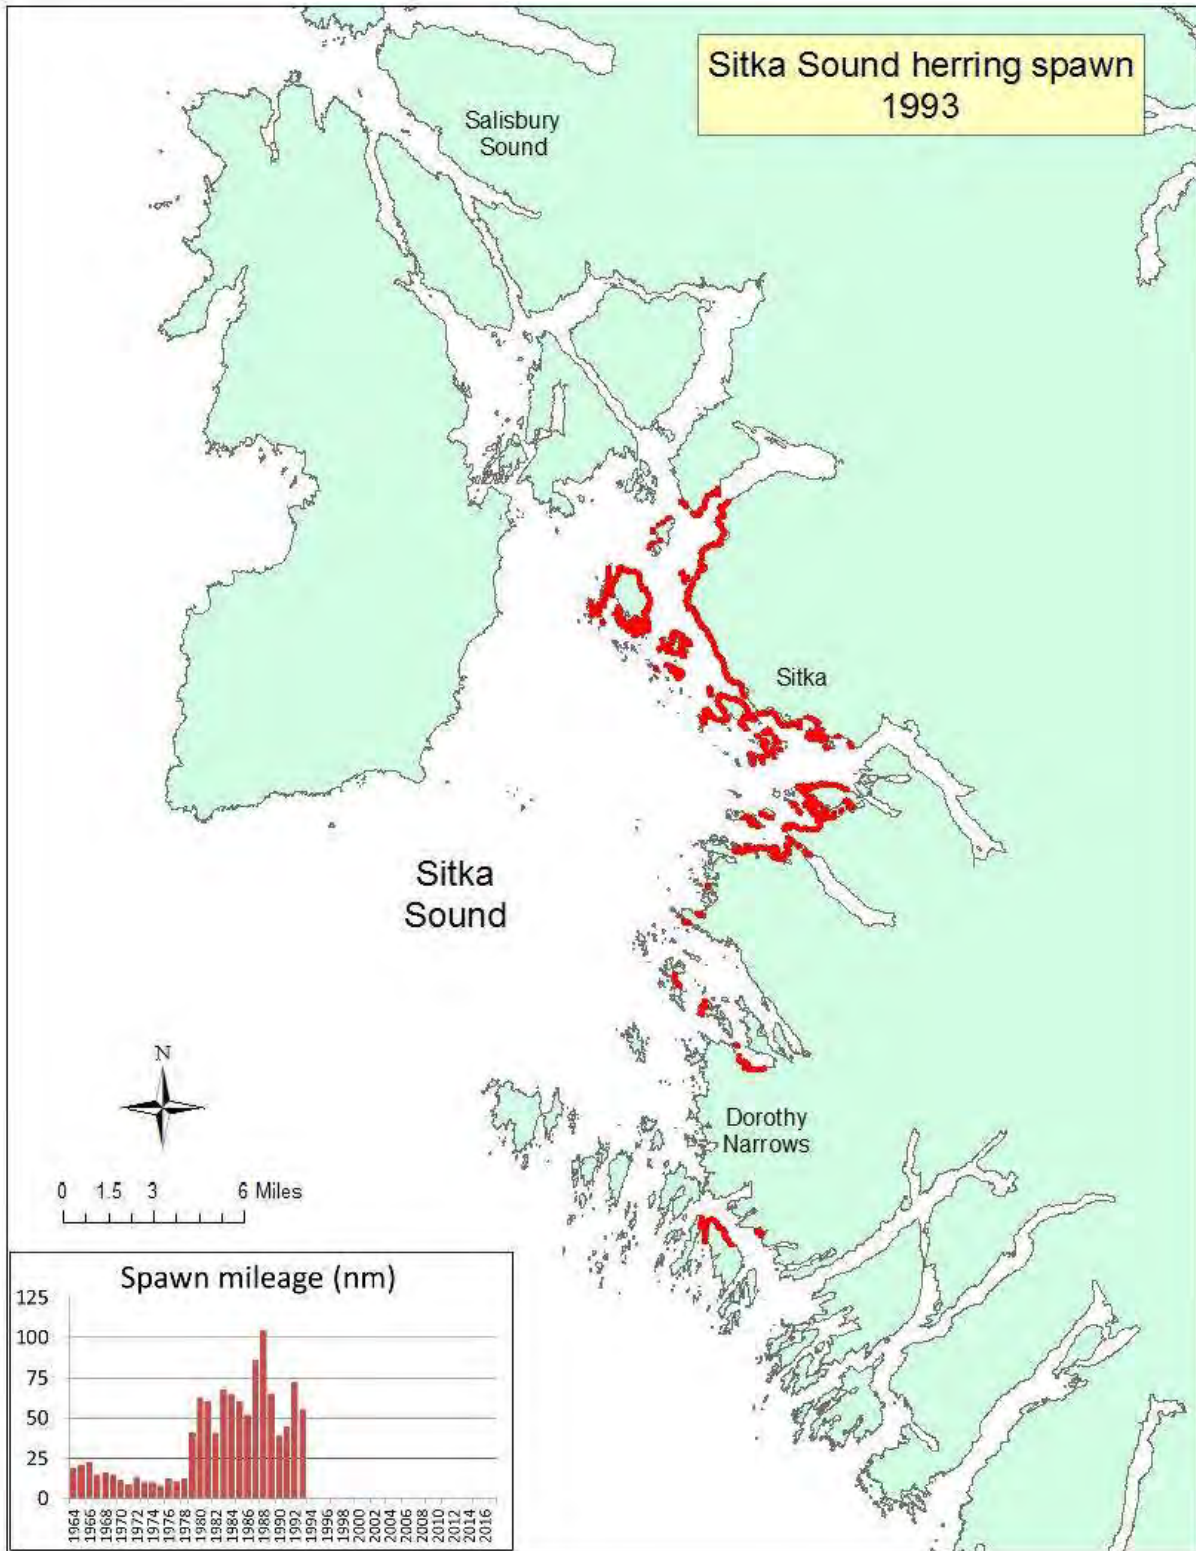 Sitka Sound herring spawn
1993
Salisbury
Sound
Sitka
Sitka
Sound
N
Dorothy
Narrows
0 1.5 3 6 Miles
Spawn mileage (nm)
125
100
75
50
25
0
1964 1966 1968 1970 1972 1974 1976 1978 1980 1982 1984 1986 1988 1990 1992 1994 1996 1998 2000 2002 2004 2006 2008 2010 2012 2014 2016